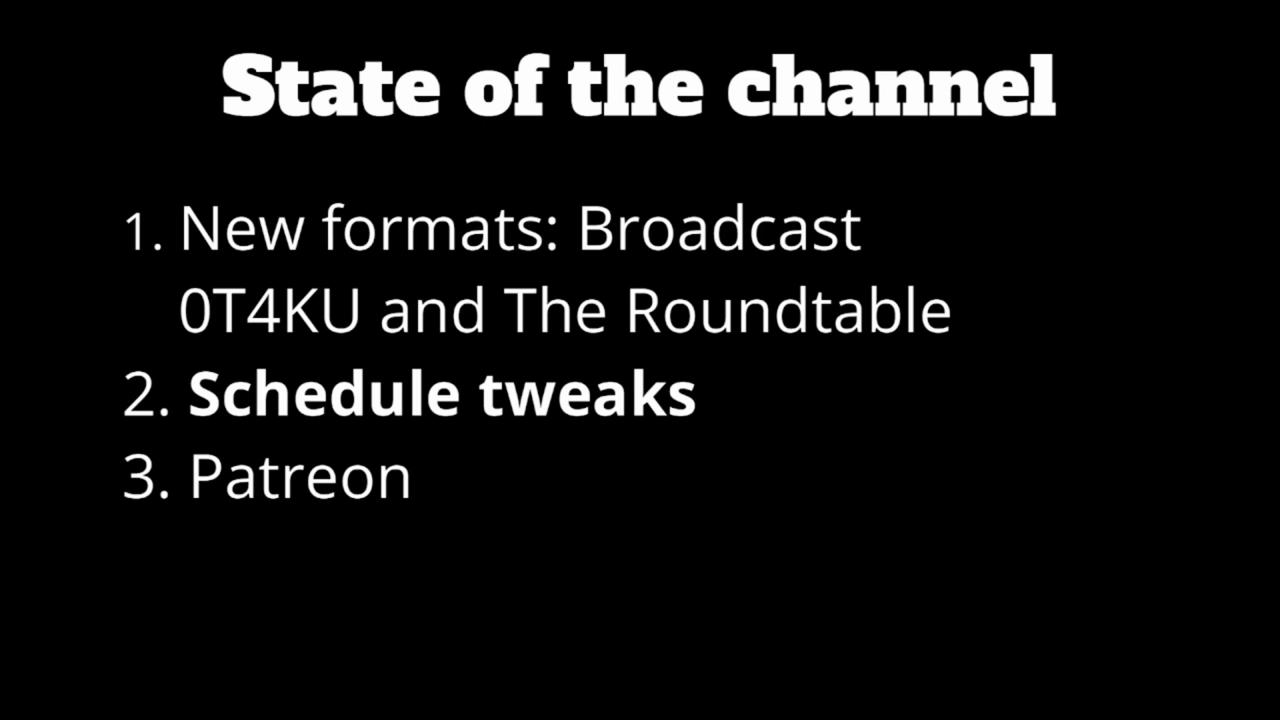 State of the channel
1. New formats: Broadcast
0T4KU and The Roundtable
2. Schedule tweaks
3. Patreon